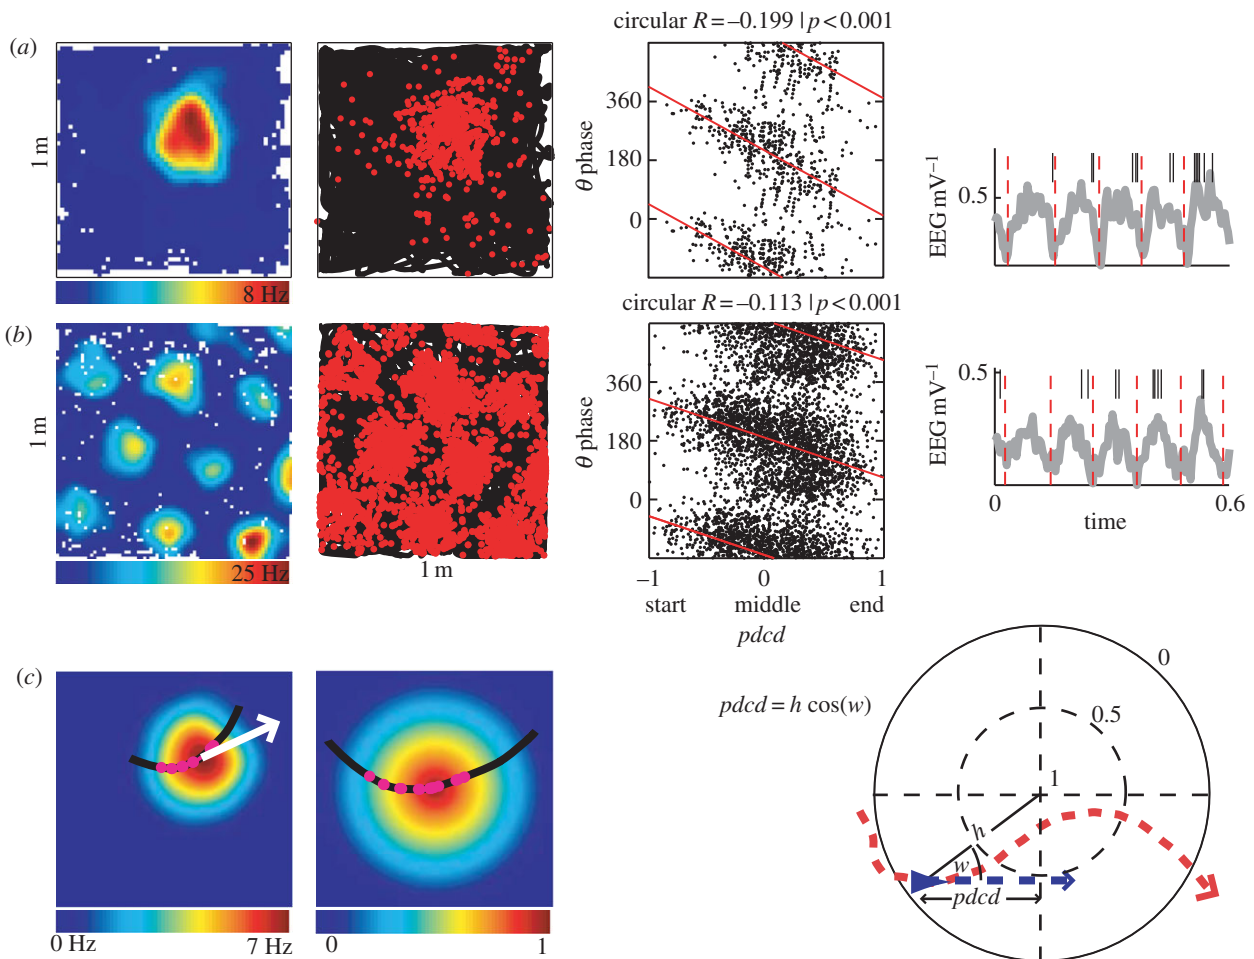 (a)
1 m
8 Hz
circular R = –0.199 | p < 0.001
θ phase
360
180
0
EEG mV–1
0.5
(b)
1 m
25 Hz
1 m
circular R = –0.113 | p < 0.001
θ phase
360
180
0
–1 0 1
start middle end
pdcd
EEG mV–1
0.5
0 0.6
time
(c)
0 Hz 7 Hz
0 1
pdcd = h cos(w)
0
0.5
1
h
w
pdcd